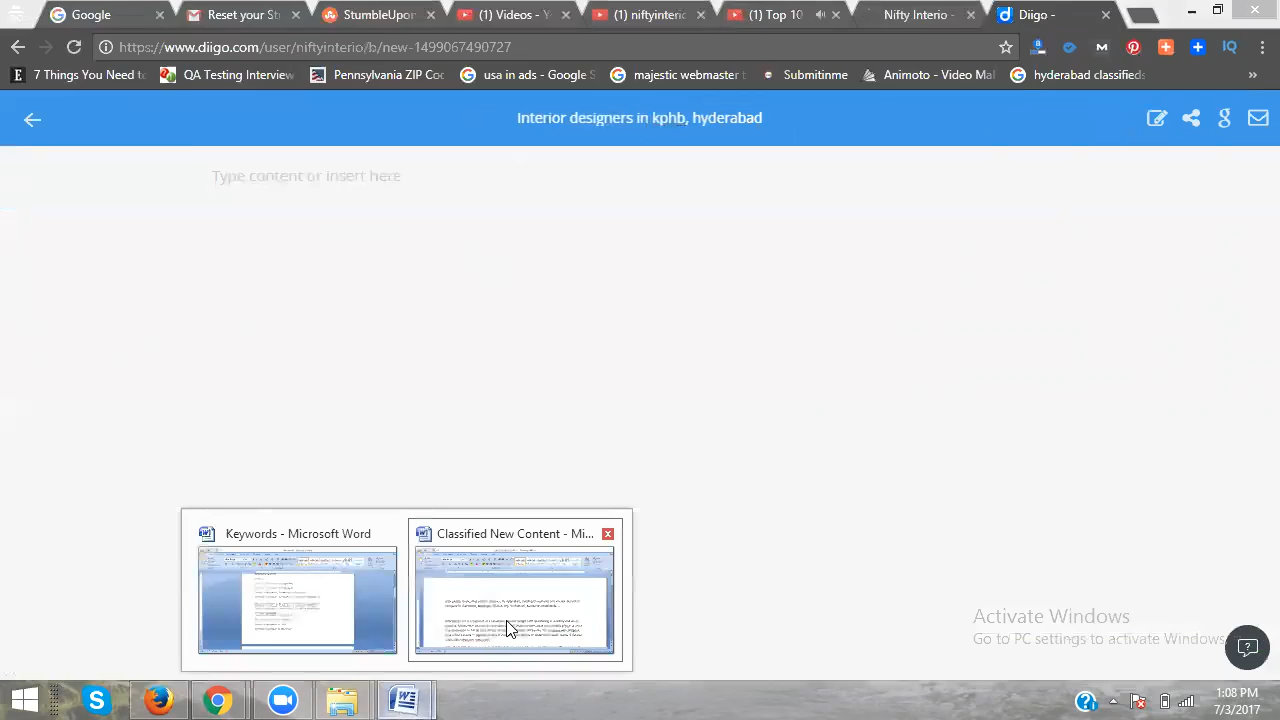 Google
Reset your St
StumbleUpon
(1) Videos - Y
(1) niftyinteric
(1) Top 10
Nifty Interio -
Diigo -
https://www.diigo.com/user/niftyinterio/b/new-1499067490727
7 Things You Need to
QA Testing Interview
Pennsylvania ZIP Coc
usa in ads - Google S
majestic webmaster t
Submitinme
Animoto - Video Mal
hyderabad classifieds
»
Interior designers in kphb, hyderabad
Type content or insert here
Keywords - Microsoft Word
Classified New Content - Mi...
Activate Windows
Go to PC settings to activate Windows.
1:08 PM
7/3/2017